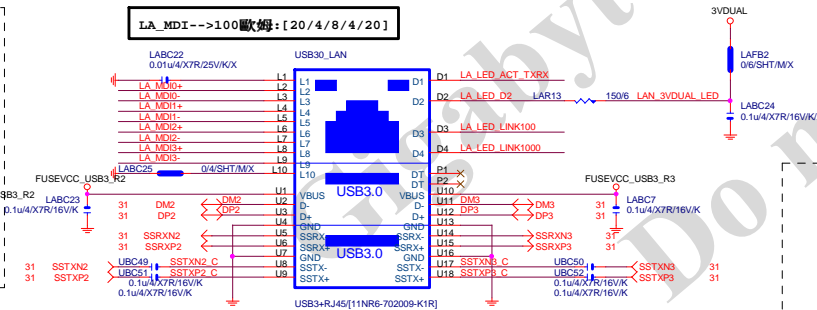 LA_MDI-->100歐姆:[20/4/8/4/20]
3VDUAL
LABC22
0.01u/4/X7R/25V/K/X
USB30_LAN
LAFB2
0/6/SHT/M/X
L1 L1 D1 D1 LA_LED_ACT_TXRX
LA_MDI0+ L2 L2
LA_MDI0- L3 L3 D2 D2 LA_LED_D2 LAR13 150/6 LAN_3VDUAL_LED
LA_MDI1+ L4 L4
LA_MDI1- L5 L5
LABC24
0.1u/4/X7R/16V/K/
LA_MDI2+ L6 L6 D3 D3 LA_LED_LINK100
LA_MDI2- L7 L7
LA_MDI3+ L8 L8 D4 D4 LA_LED_LINK1000
LA_MDI3- L9 L9
LABC25 0/4/SHT/M/X L10 L10 DT P1
DT P2
FUSEVCC_USB3_R2
FUSEVCC_USB3_R3
SB3_R2
USB3.0
U1 VBUS VBUS U10
LABC23
0.1u/4/X7R/16V/K
LABC7
0.1u/4/X7R/16V/K
31 DM2 DM2 U2 D- D- U11 DM3 DM3 31
31 DP2 DP2 U3 D+ D+ U12 DP3 DP3 31
U4 GND GND U13
31 SSRXN2 U5 SSRX- SSRX- U14 SSRXN3 31
31 SSRXP2 U6 SSRX+ SSRX+ U15 SSRXP3 31
USB3.0
U7 GND GND U16
31 SSTXN2 UBC49 SSTXN2_C U8 SSTX- SSTX- U17 SSTXN3_C UBC50 SSTXN3 31
31 SSTXP2 UBC51 SSTXP2_C U9 SSTX+ SSTX+ U18 SSTXP3_C UBC52 SSTXP3 31
0.1u/4/X7R/16V/K
0.1u/4/X7R/16V/K
0.1u/4/X7R/16V/K
0.1u/4/X7R/16V/K
USB3+RJ45/[11NR6-702009-K1R]
Gigabyte
Do n